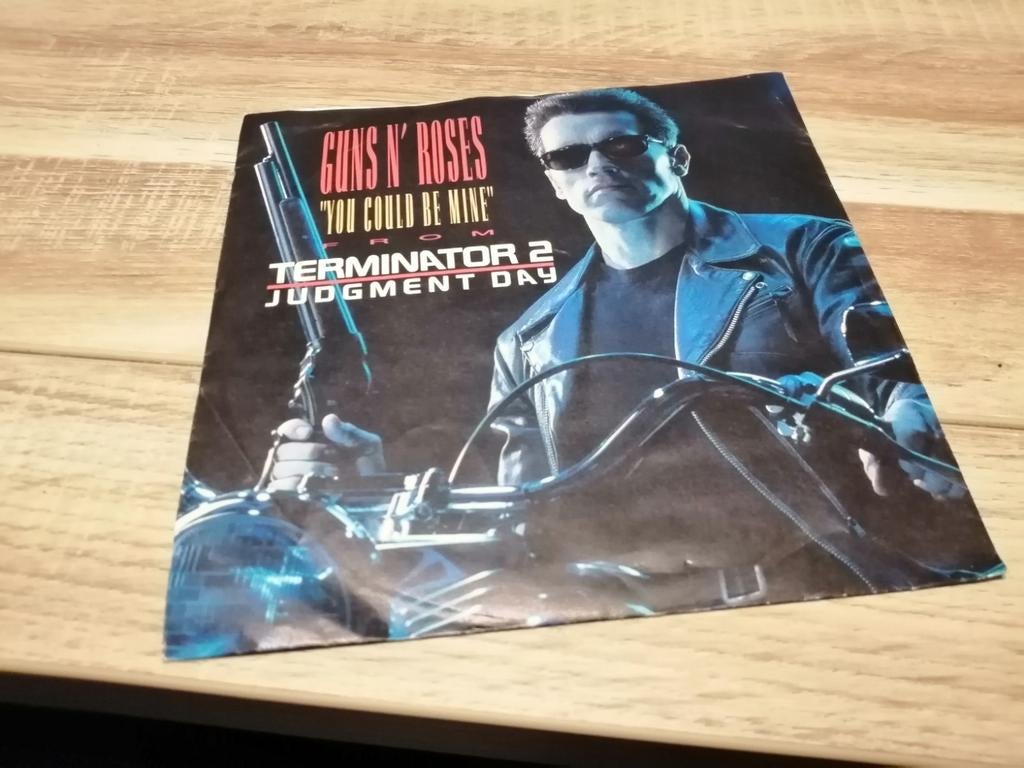 GUNS N' ROSES
"YOU COULD BE MINE"
FROM
TERMINATOR 2
JUDGMENT DAY